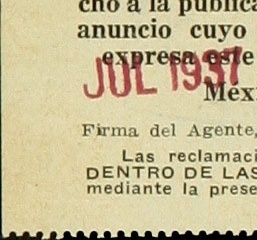 cho a la publica
anuncio cuyo
expresa este
JUL 1937
Méxi
Firma del Agente,
Las reclamaci
DENTRO DE LAS
mediante la prese